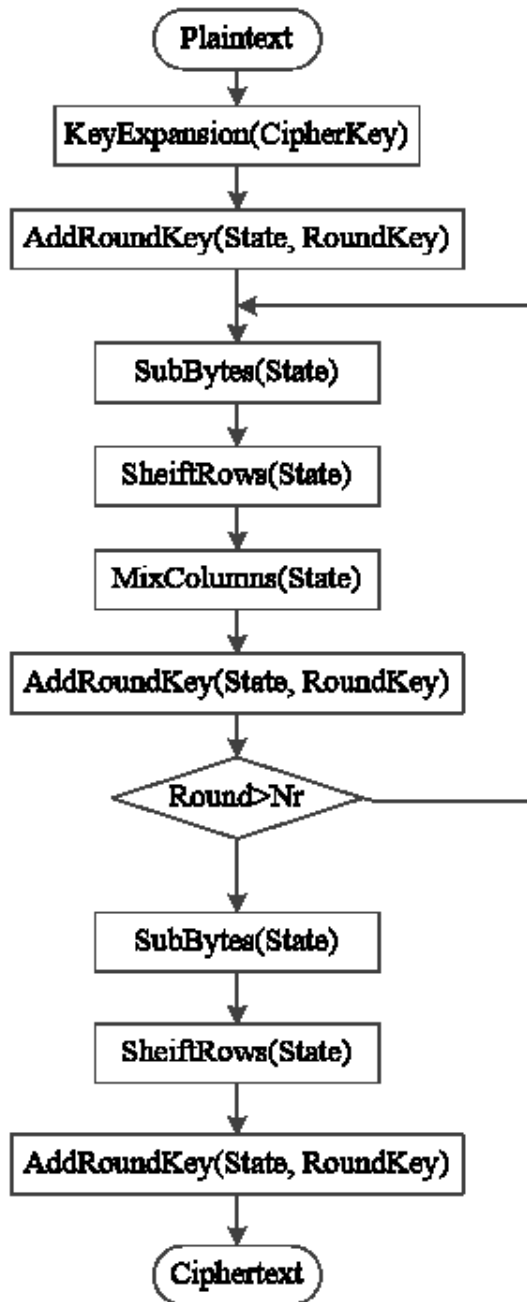 Plaintext
KeyExpansion(CipherKey)
AddRoundKey(State, RoundKey)
SubBytes(State)
SheiftRows(State)
MixColumns(State)
AddRoundKey(State, RoundKey)
Round>Nr
SubBytes(State)
SheiftRows(State)
AddRoundKey(State, RoundKey)
Ciphertext